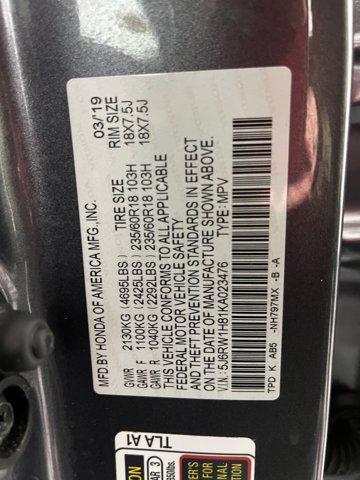 MFD.BY HONDA OF AMERICA MFG.,INC. 03/19
TIRE SIZE RIM SIZE
GVWR 2130KG (4695LBS)
GAWR F 1100KG (2425LBS) 235/60R18 103H 18X7.5J
GAWR R 1040KG (2292LBS) 235/60R18 103H 18X7.5J
THIS VEHICLE CONFORMS TO ALL APPLICABLE
FEDERAL MOTOR VEHICLE SAFETY
AND THEFT PREVENTION STANDARDS IN EFFECT
ON THE DATE OF MANUFACTURE SHOWN ABOVE.
V.I.N.: 5J6RW1H81KA023476 TYPE: MPV
TPD K AB5 -NH797MX -B -A
TLA A1
AR 3